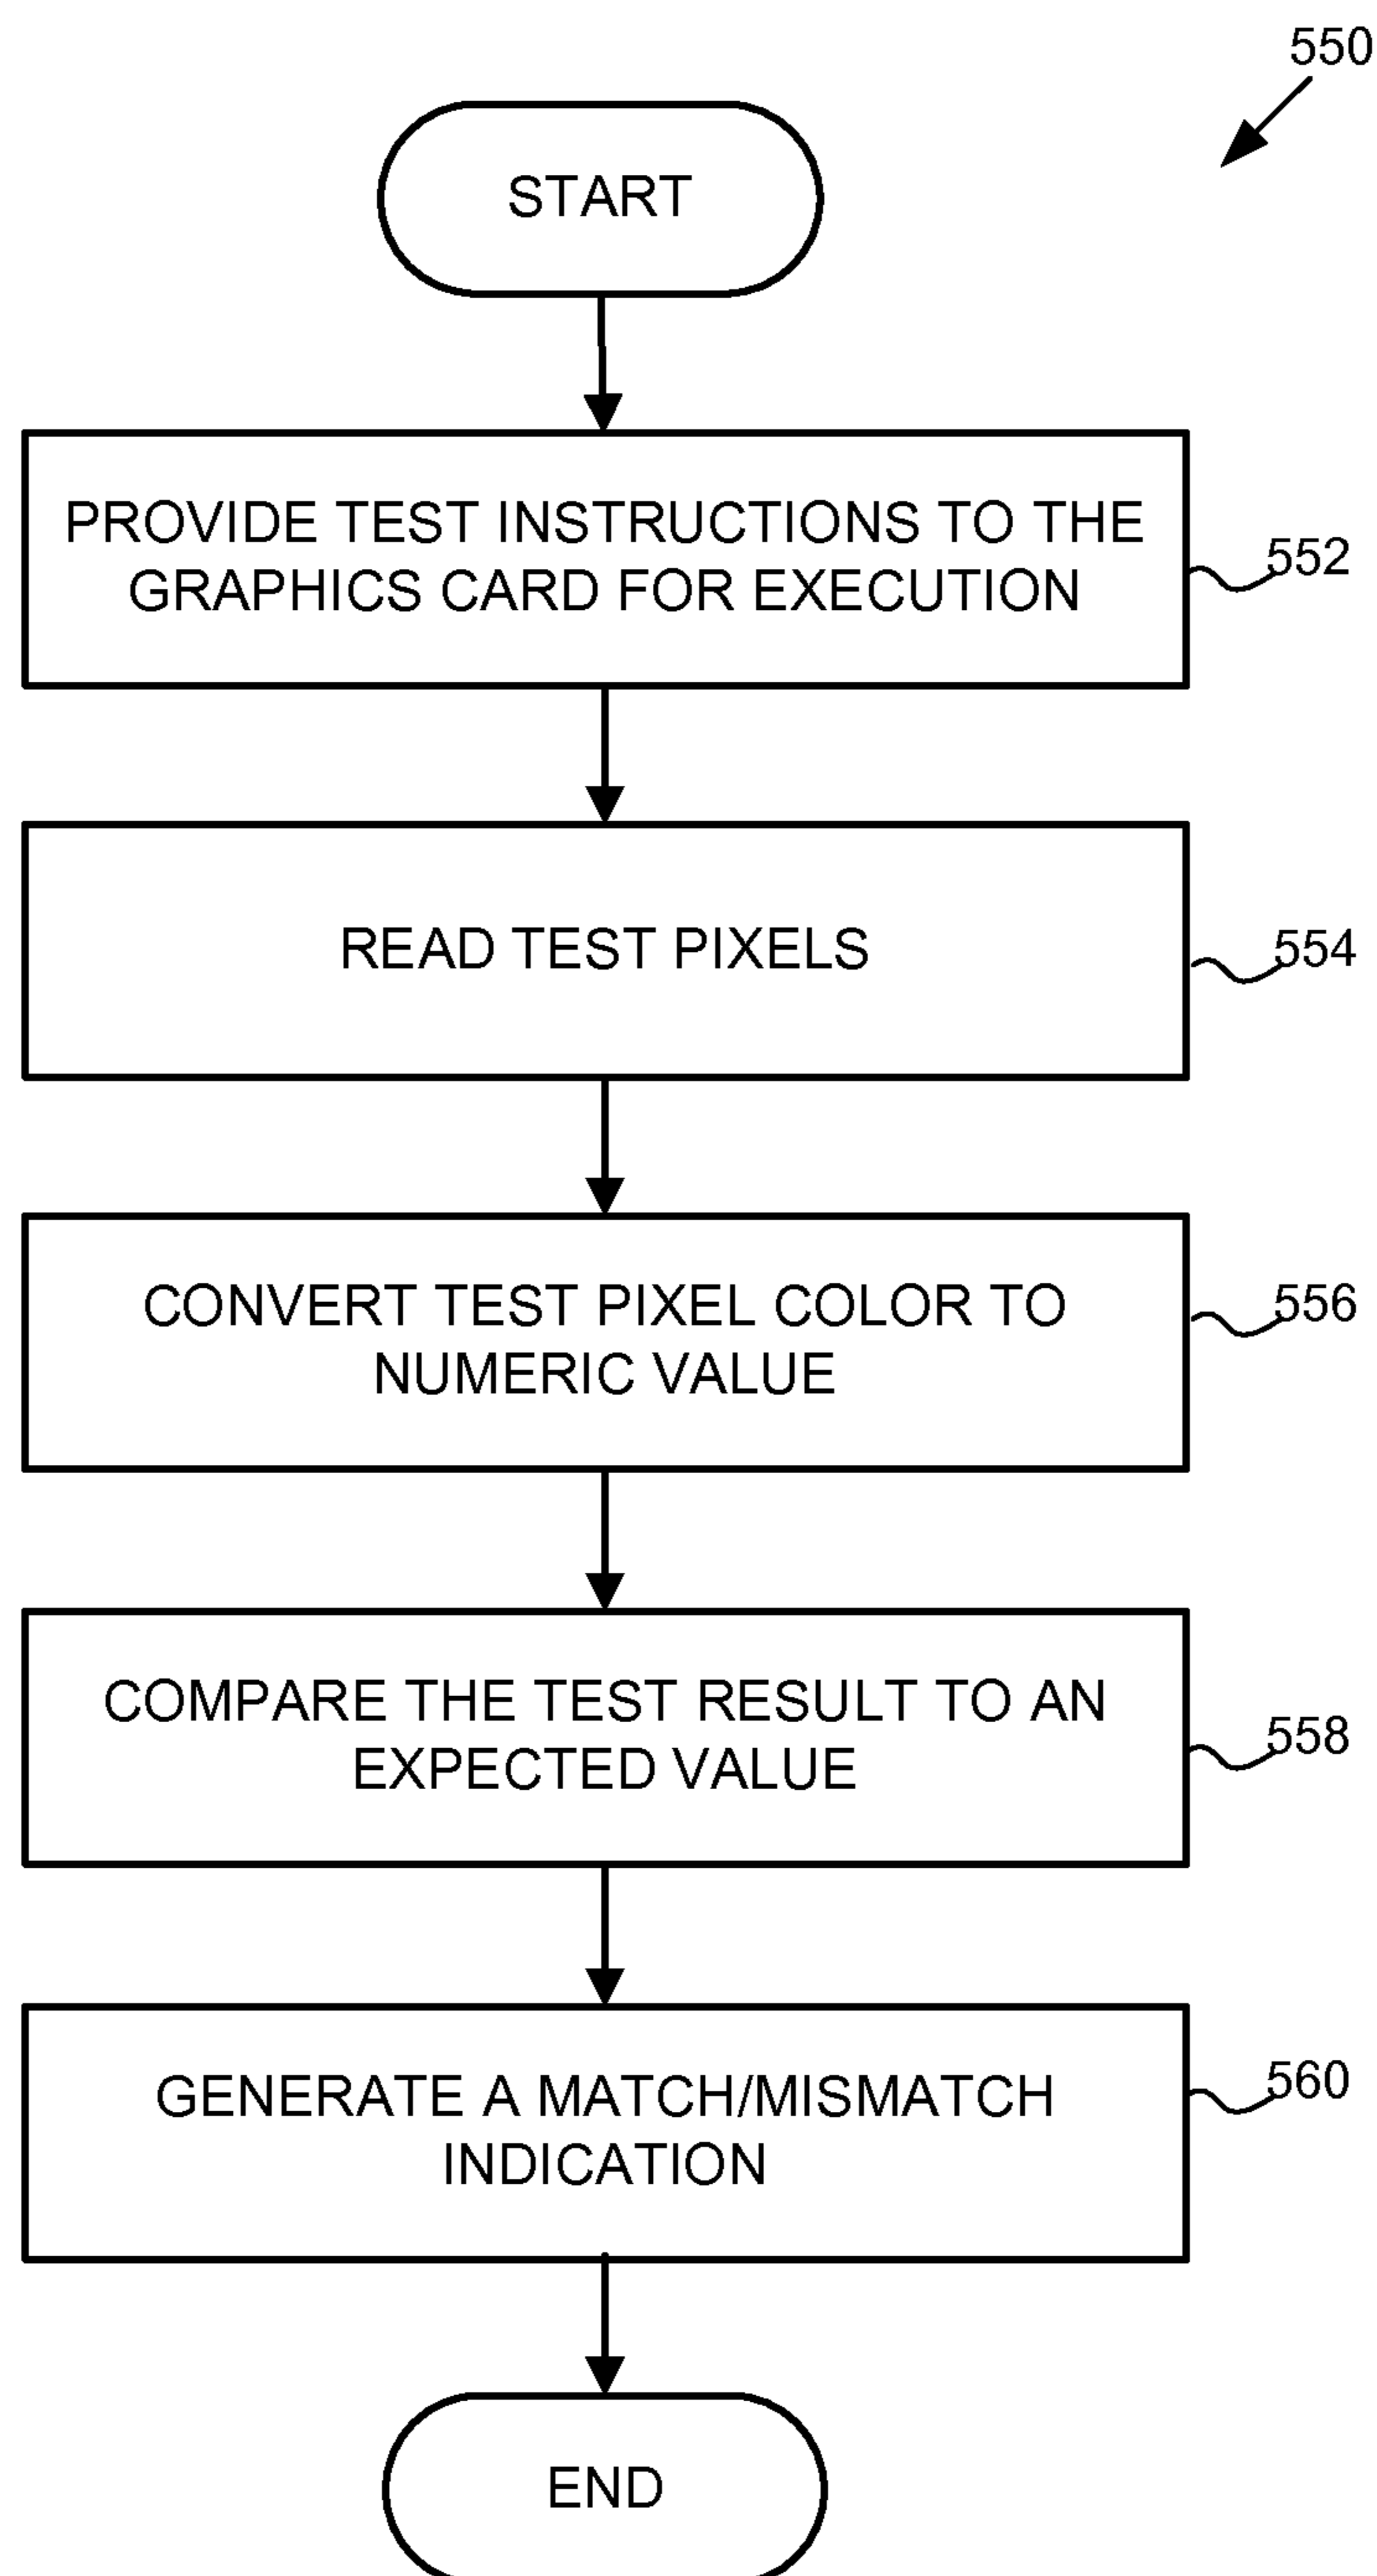 550
START
PROVIDE TEST INSTRUCTIONS TO THE
GRAPHICS CARD FOR EXECUTION
552
READ TEST PIXELS
554
CONVERT TEST PIXEL COLOR TO
NUMERIC VALUE
556
COMPARE THE TEST RESULT TO AN
EXPECTED VALUE
558
GENERATE A MATCH/MISMATCH
INDICATION
560
END